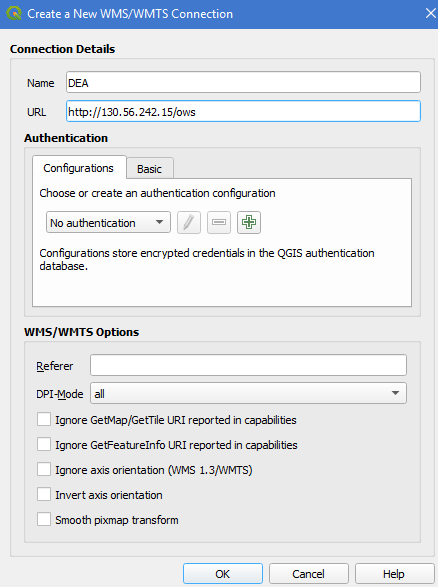 Create a New WMS/WMTS Connection
Connection Details
Name DEA
URL http://130.56.242.15/ows
Authentication
Configurations Basic
Choose or create an authentication configuration
No authentication
Configurations store encrypted credentials in the QGIS authentication
database.
WMS/WMTS Options
Referer
DPI-Mode all
Ignore GetMap/GetTile URI reported in capabilities
Ignore GetFeatureInfo URI reported in capabilities
Ignore axis orientation (WMS 1.3/WMTS)
Invert axis orientation
Smooth pixmap transform
OK Cancel Help